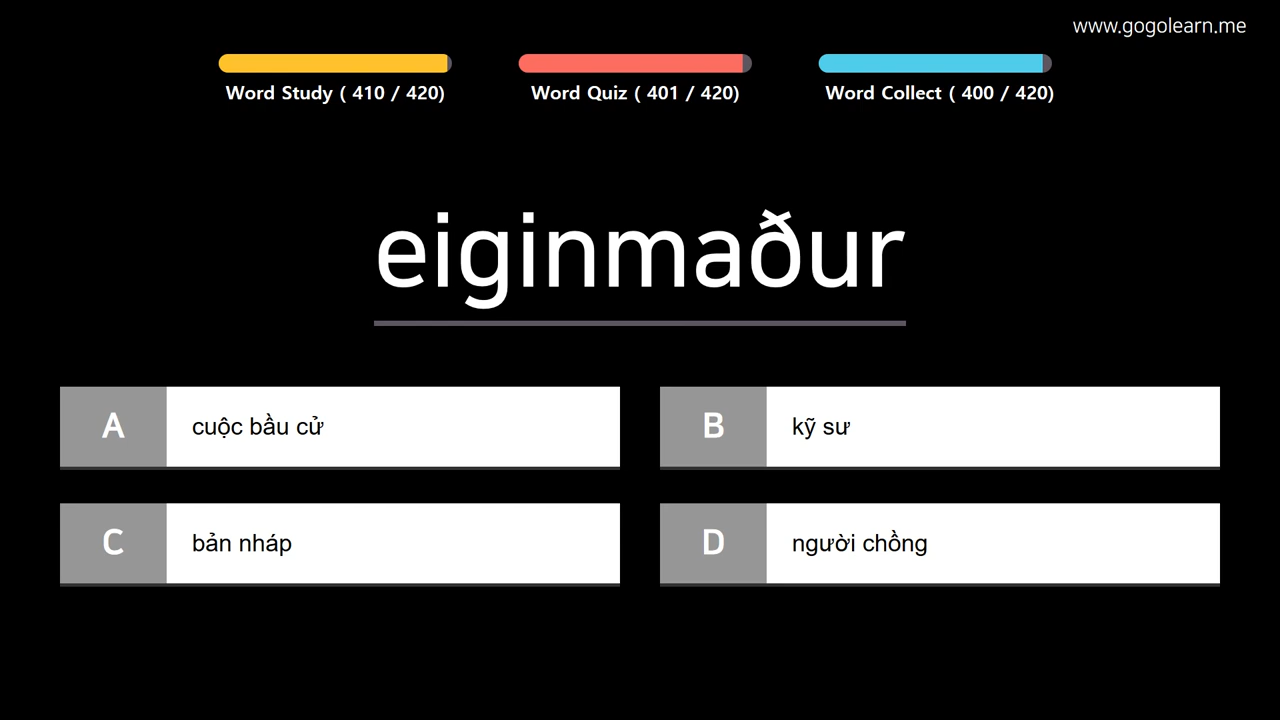 www.gogolearn.me
Word Study ( 410 / 420)
Word Quiz ( 401 / 420)
Word Collect ( 400 / 420)
eiginmaður
A
cuộc bầu cử
B
kỹ sư
C
bản nháp
D
người chồng